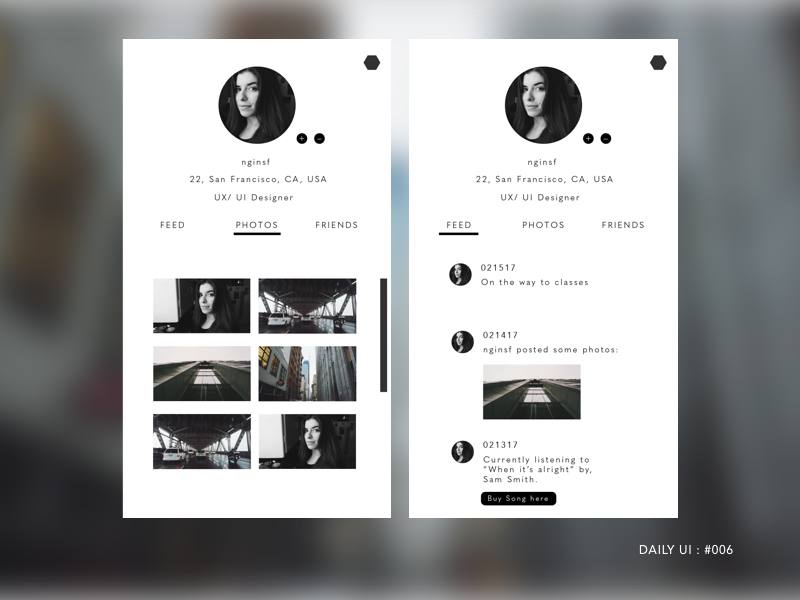 nginsf
22, San Francisco, CA, USA
UX/ UI Designer
FEED PHOTOS FRIENDS
nginsf
22, San Francisco, CA, USA
UX/ UI Designer
FEED PHOTOS FRIENDS
021517
On the way to classes
021417
nginsf posted some photos:
021317
Currently listening to
"When it's alright" by,
Sam Smith.
Buy Song here
DAILY UI : #006